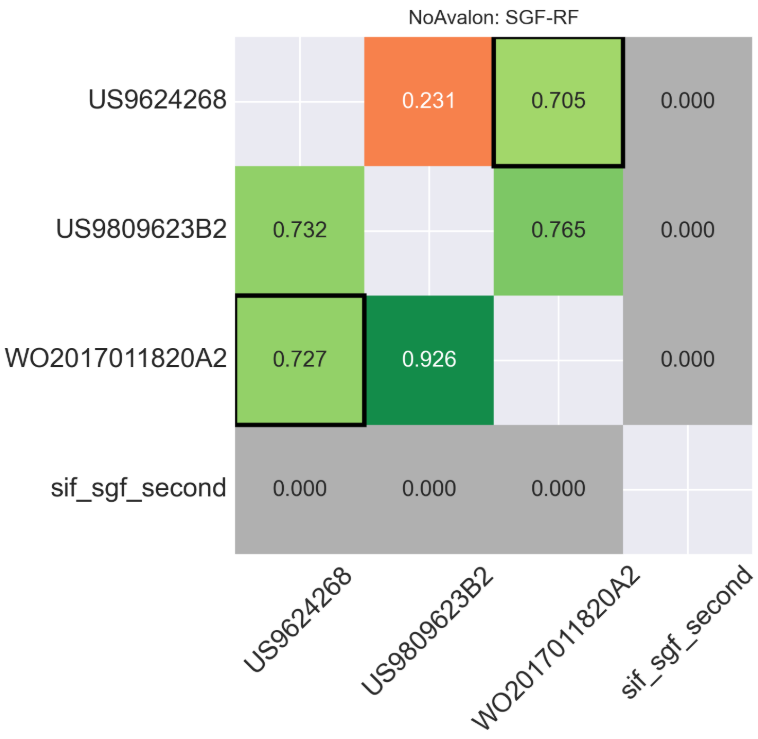 NoAvalon: SGF-RF
US9624268 0.231 0.705 0.000
US9809623B2 0.732 0.765 0.000
WO2017011820A2 0.727 0.926 0.000
sif_sgf_second 0.000 0.000 0.000
US9624268 US9809623B2 WO2017011820A2 sif_sgf_second